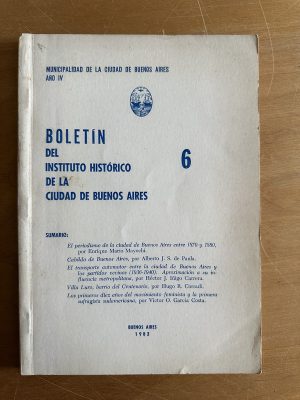 MUNICIPALIDAD DE LA CIUDAD DE BUENOS AIRES
AÑO IV
BOLETIN
DEL
INSTITUTO HISTÓRICO
DE LA
CIUDAD DE BUENOS AIRES
6
SUMARIO:
El periodismo de la ciudad de Buenos Aires entre 1876 y 1880,
por Enrique Mario Mayochi.
Cabildo de Buenos Aires, por Alberto J. S. de Paula.
El transporte automotor entre la ciudad de Buenos Aires y
los partidos vecinos (1930-1940). Aproximación a su in-
fluencia metropolitana, por Héctor J. Iñigo Carrera.
Villa Luro, barrio del Centenario, por Hugo R. Corradi.
Los primeros diez años del movimiento feminista y la primera
sufragista sudamericana, por Víctor O. García Costa.
BUENOS AIRES
1982